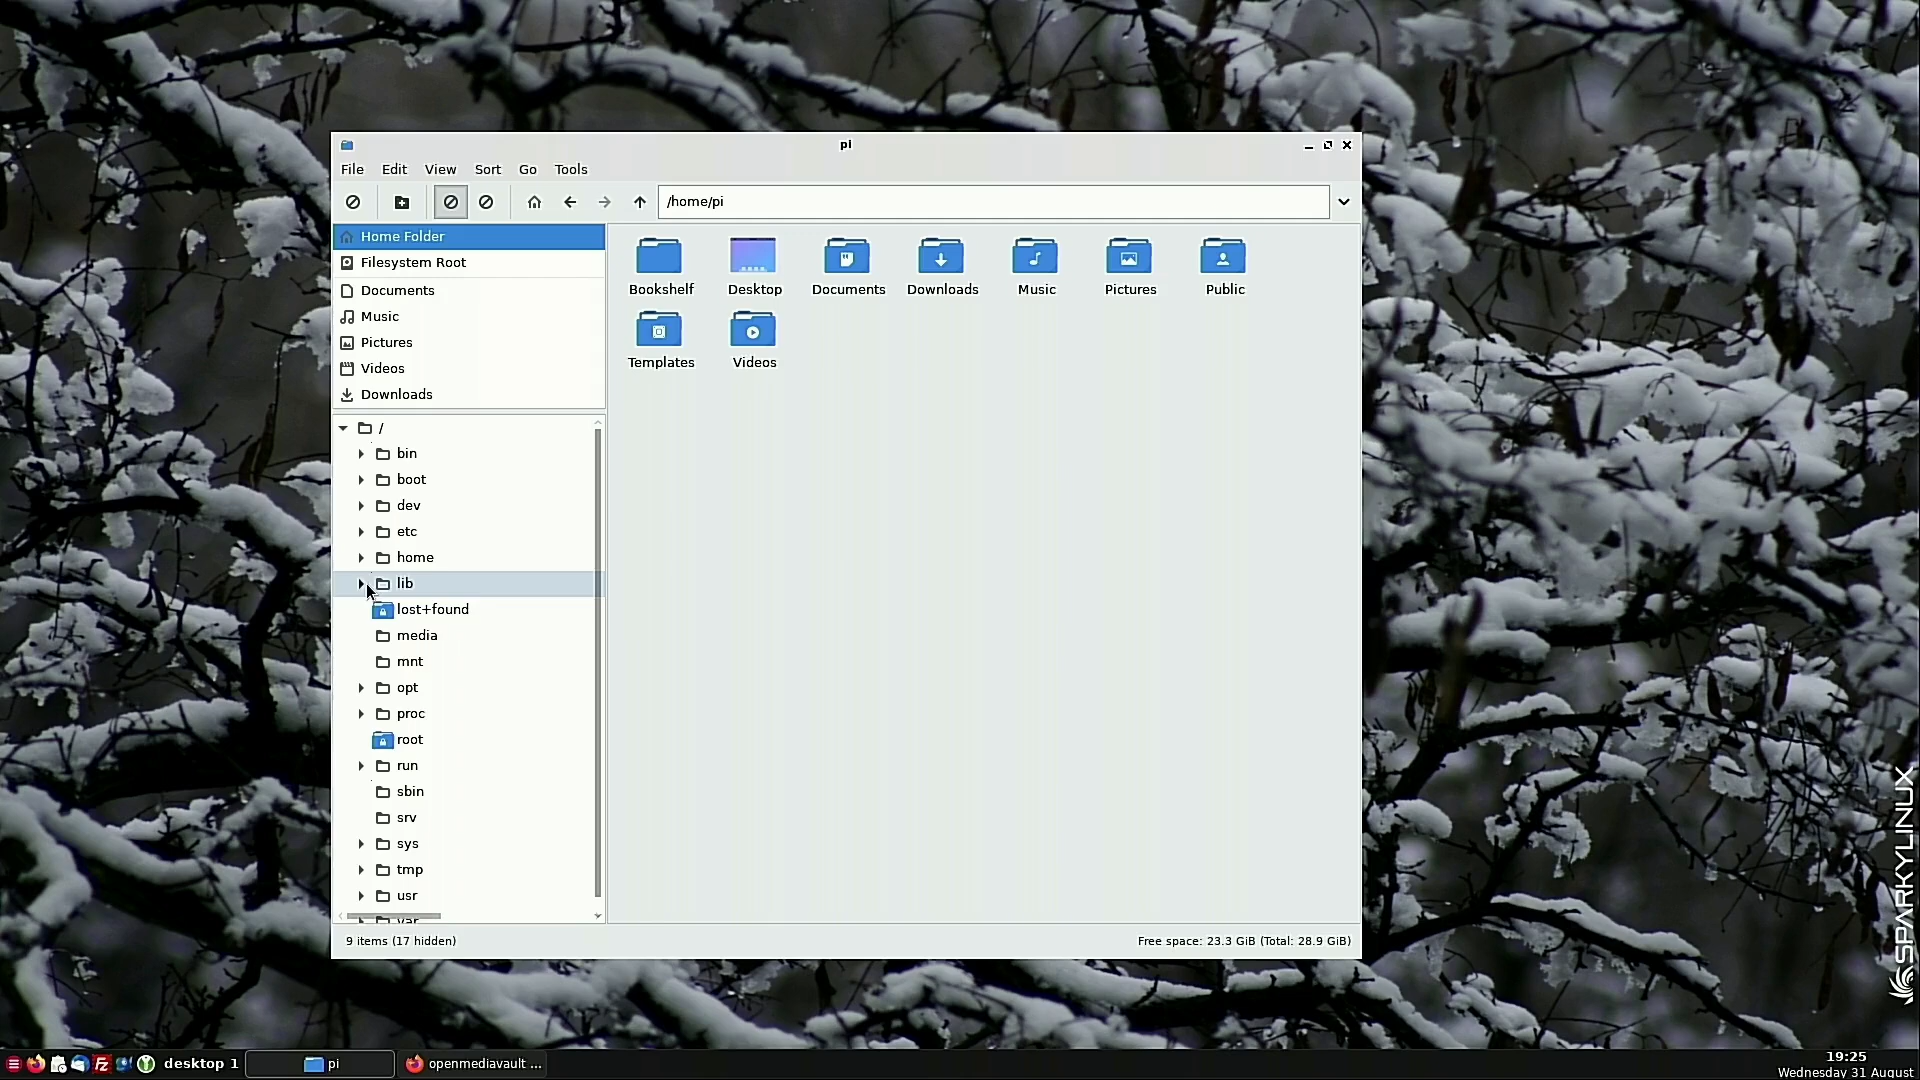 pi
File Edit View Sort Go Tools
/home/pi
Home Folder
Filesystem Root
Documents
Music
Pictures
Videos
Downloads
Bookshelf Desktop Documents Downloads Music Pictures Public
Templates Videos
/
bin
boot
dev
etc
home
lib
lost+found
media
mnt
opt
proc
root
run
sbin
srv
sys
tmp
usr
var
9 items (17 hidden) Free space: 23.3 GiB (Total: 28.9 GiB)
SPARKYLINUX
desktop 1 pi openmediavault ...
19:25
Wednesday 31 August